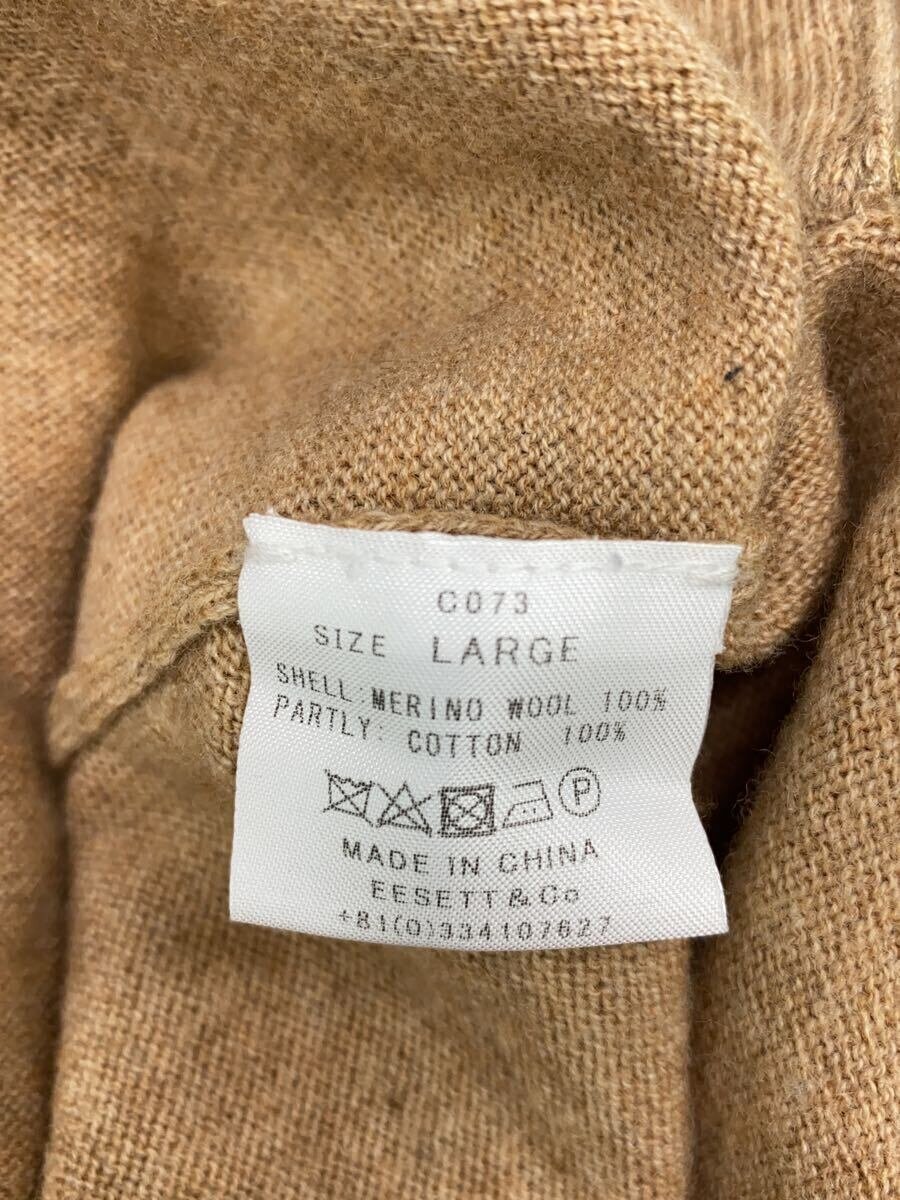 C073
SIZE LARGE
SHELL:MERINO WOOL 100%
PARTLY: COTTON 100%
P
MADE IN CHINA
EESETT&Co
+81(0)334107627